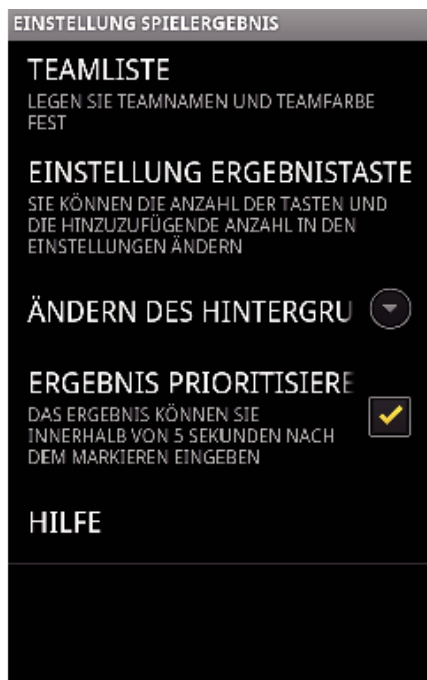 EINSTELLUNG SPIELERGEBNIS
TEAMLISTE
LEGEN SIE TEAMNAMEN UND TEAMFARBE
FEST
EINSTELLUNG ERGEBNISTASTE
SIE KÖNNEN DIE ANZAHL DER TASTEN UND
DIE HINZUZUFÜGENDE ANZAHL IN DEN
EINSTELLUNGEN ÄNDERN
ÄNDERN DES HINTERGRU
ERGEBNIS PRIORITISIERE
DAS ERGEBNIS KÖNNEN SIE
INNERHALB VON 5 SEKUNDEN NACH
DEM MARKIEREN EINGEBEN
HILFE